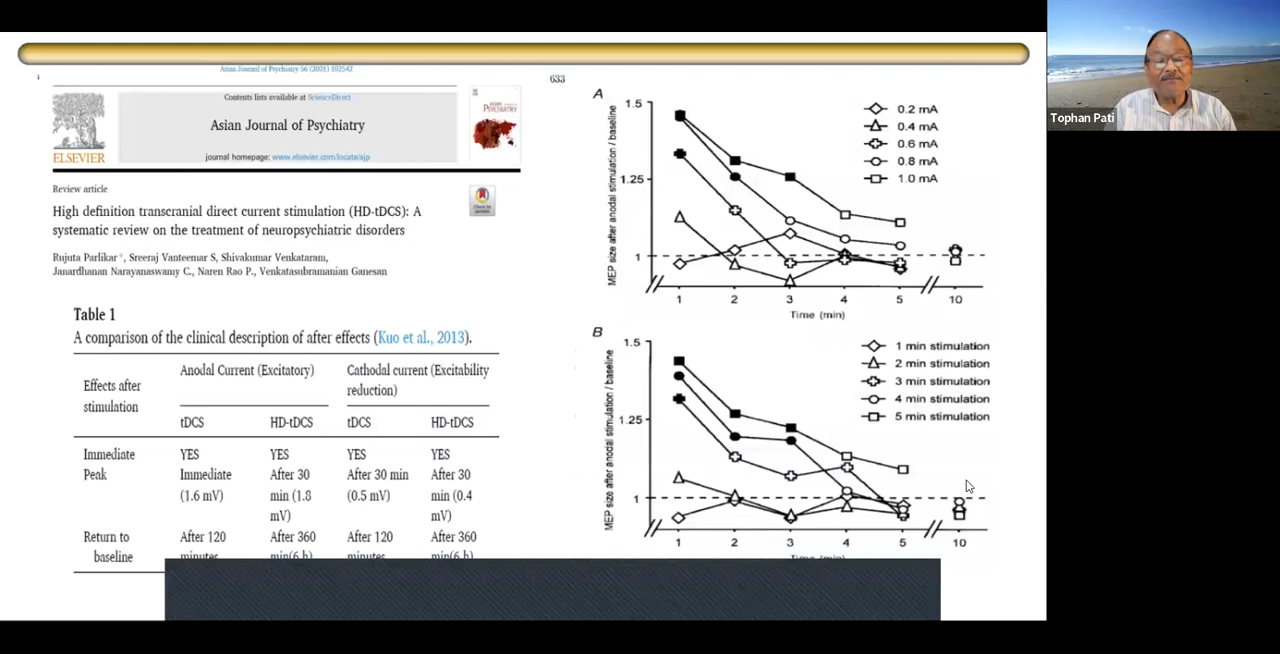 Asian Journal of Psychiatry 56 (2021) 102542
Contents lists available at ScienceDirect
Asian Journal of Psychiatry
journal homepage: www.elsevier.com/locate/ajp
ELSEVIER
ASIAN
PSYCHIATRY
Review article
Check for
updates
High definition transcranial direct current stimulation (HD-tDCS): A
systematic review on the treatment of neuropsychiatric disorders
Rujuta Parlikar *, Sreeraj Vanteemar S, Shivakumar Venkataram,
Janardhanan Narayanaswamy C, Naren Rao P, Venkatasubramanian Ganesan
Table 1
A comparison of the clinical description of after effects (Kuo et al., 2013).
Effects after
stimulation
Anodal Current (Excitatory)
Cathodal current (Excitability
reduction)
tDCS HD-tDCS tDCS HD-tDCS
Immediate YES YES YES YES
Peak Immediate After 30 After 30 min After 30
(1.6 mV) min (1.8 (0.5 mV) min (0.4
mV) mV)
Return to After 120 After 360 After 120 After 360
baseline minutes min(6 h) minutes min(6 h)
633
A
MEP size after anodal stimulation / baseline
1.5
1.25
1
0.2 mA
0.4 mA
0.6 mA
0.8 mA
1.0 mA
1 2 3 4 5 10
Time (min)
B
MEP size after anodal stimulation / baseline
1.5
1.25
1
1 min stimulation
2 min stimulation
3 min stimulation
4 min stimulation
5 min stimulation
1 2 3 4 5 10
Time (min)
Tophan Pati